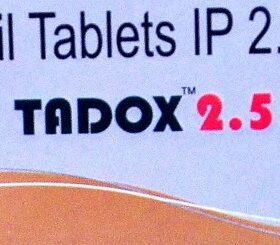 il Tablets IP 2.
TADOX™ 2.5